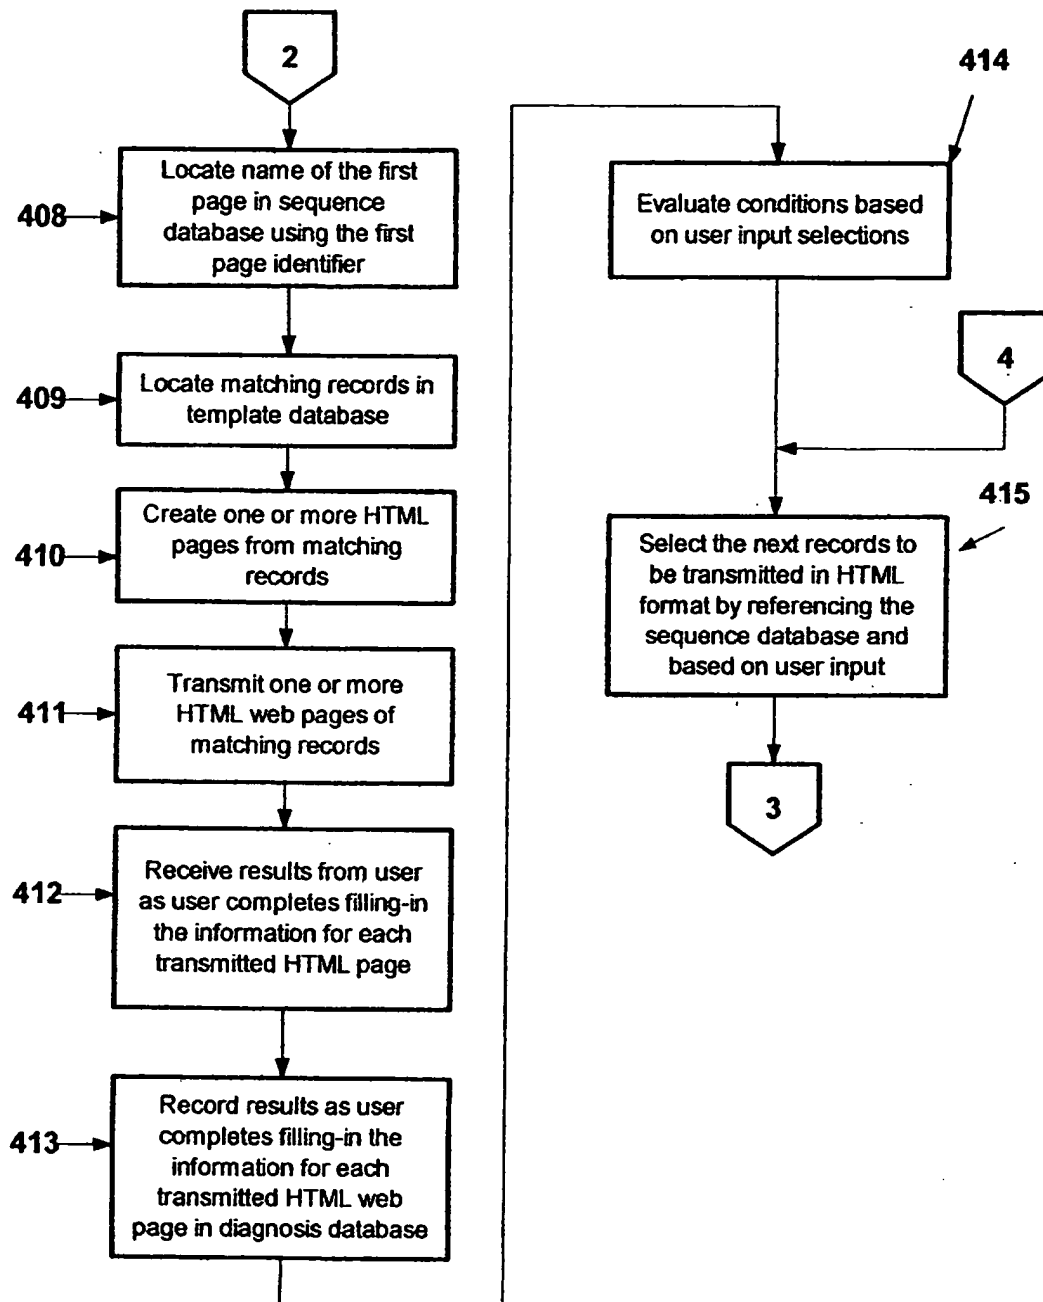 2
408
Locate name of the first
page in sequence
database using the first
page identifier
409
Locate matching records in
template database
410
Create one or more HTML
pages from matching
records
411
Transmit one or more
HTML web pages of
matching records
412
Receive results from user
as user completes filling-in
the information for each
transmitted HTML page
413
Record results as user
completes filling-in the
information for each
transmitted HTML web
page in diagnosis database
414
Evaluate conditions based
on user input selections
4
415
Select the next records to
be transmitted in HTML
format by referencing the
sequence database and
based on user input
3